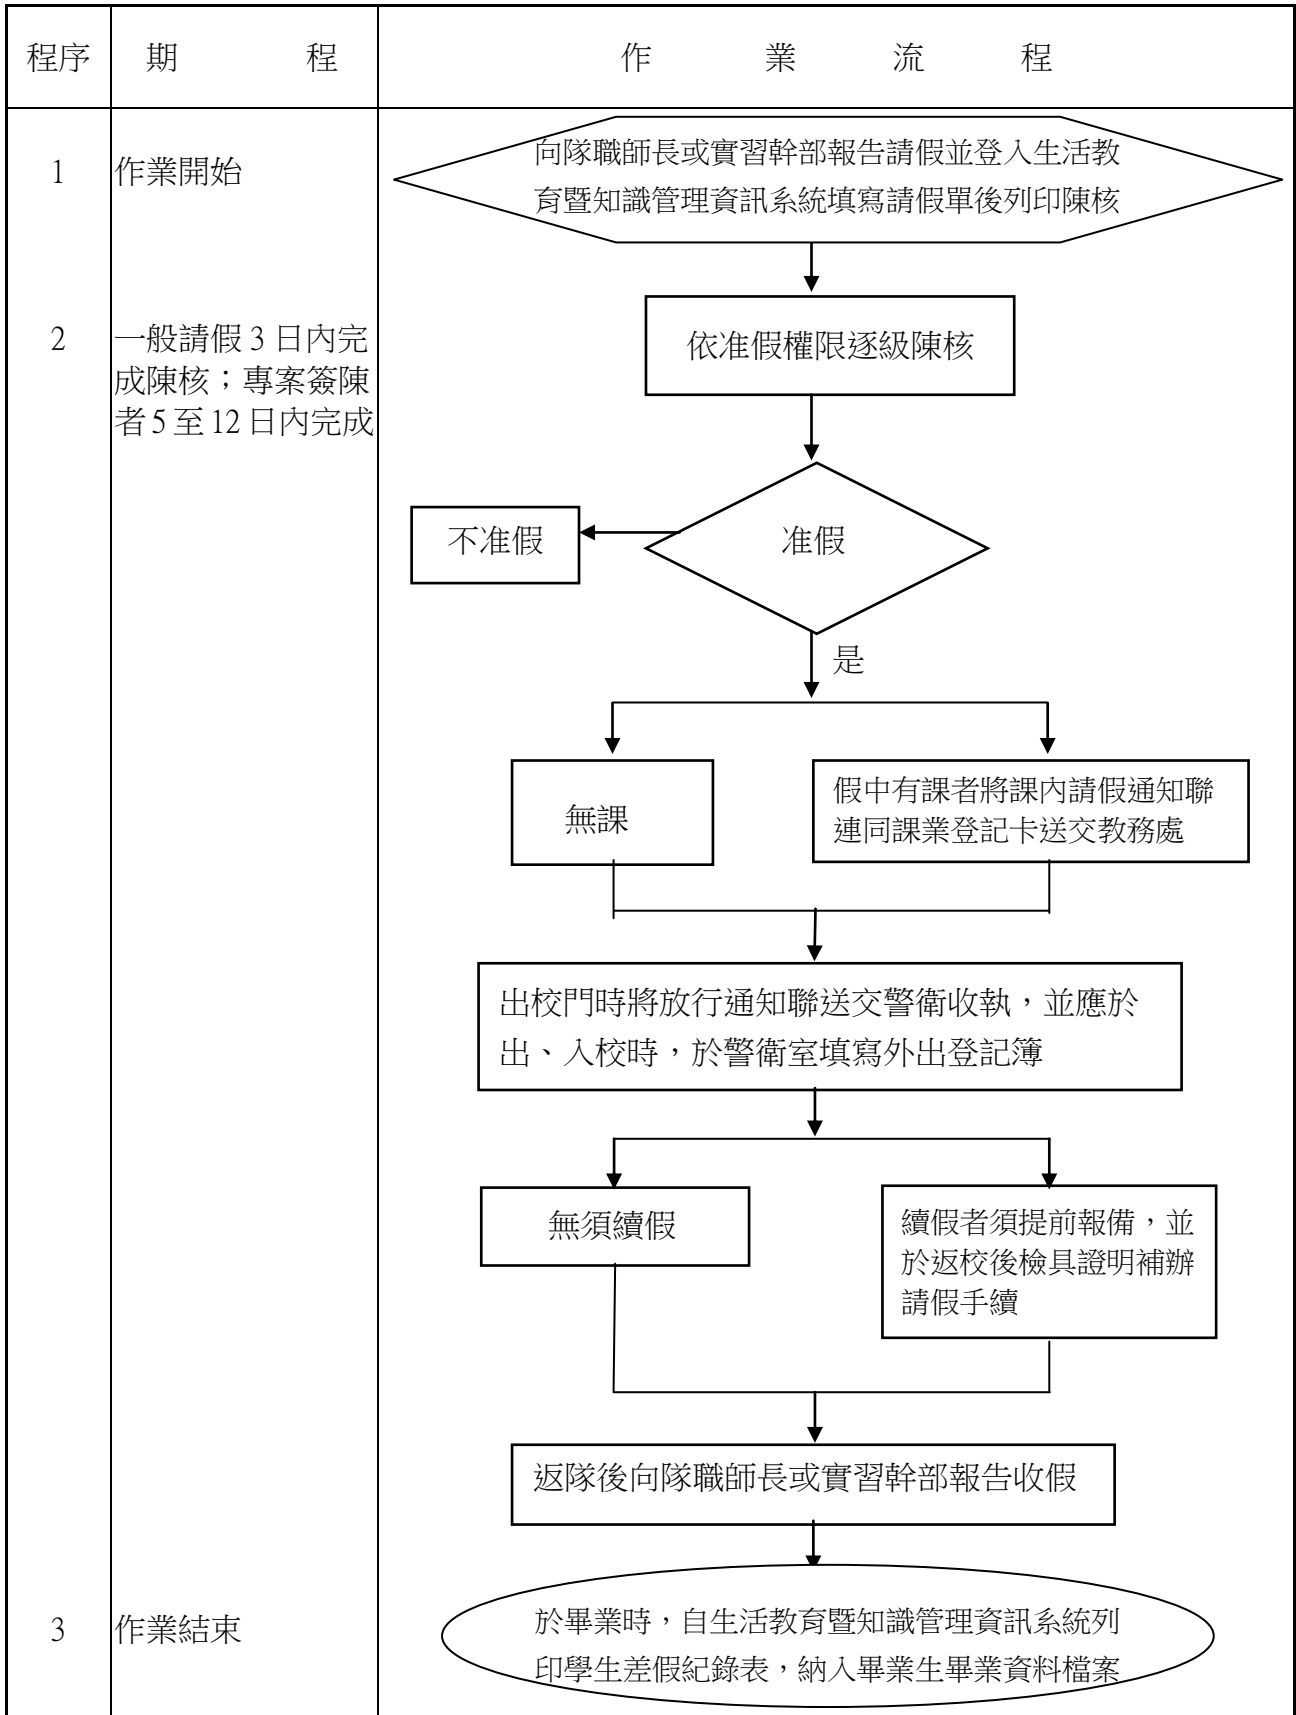 程序
期 程
作 業 流 程
1
作業開始
向隊職師長或實習幹部報告請假並登入生活教
育暨知識管理資訊系統填寫請假單後列印陳核
2
一般請假 3 日內完
成陳核；專案簽陳
者 5 至 12 日內完成
依准假權限逐級陳核
准假
不准假
是
無課
假中有課者將課內請假通知聯
連同課業登記卡送交教務處
出校門時將放行通知聯送交警衛收執，並應於
出、入校時，於警衛室填寫外出登記簿
無須續假
續假者須提前報備，並
於返校後檢具證明補辦
請假手續
返隊後向隊職師長或實習幹部報告收假
3
作業結束
於畢業時，自生活教育暨知識管理資訊系統列
印學生差假紀錄表，納入畢業生畢業資料檔案